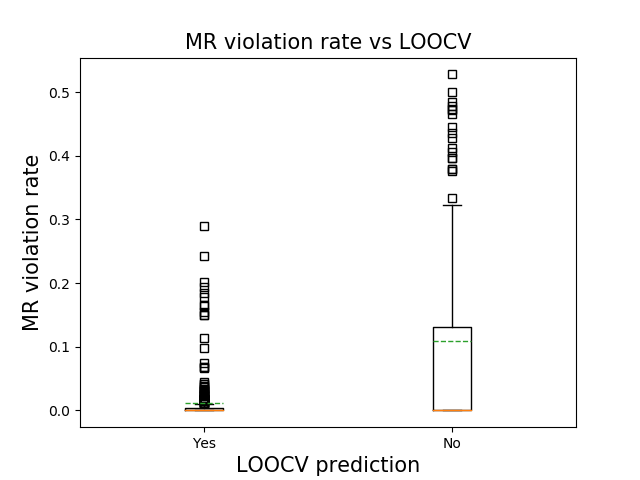 MR violation rate vs LOOCV
MR violation rate
0.5
0.4
0.3
0.2
0.1
0.0
Yes
No
LOOCV prediction